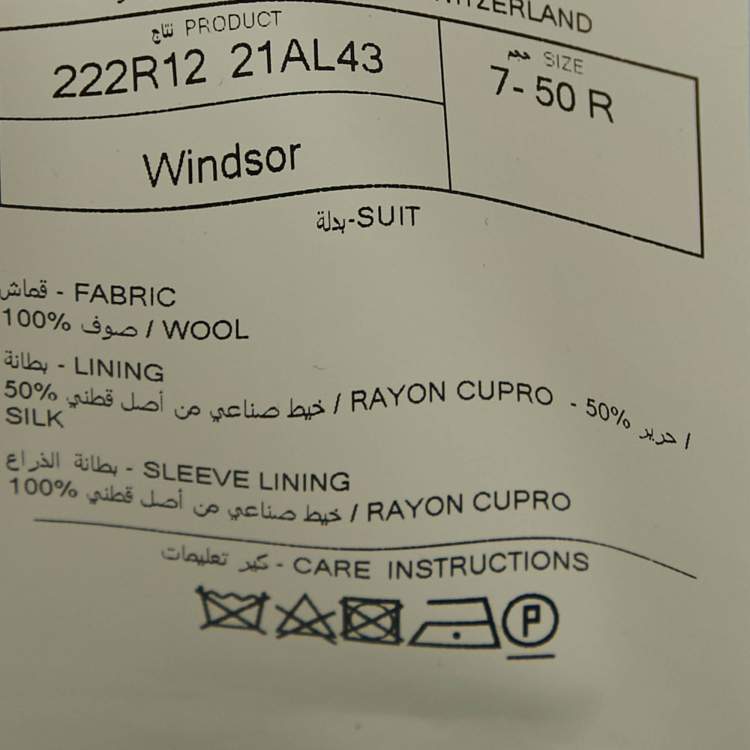 نتاج PRODUCT
222R12 21AL43
حجم SIZE
7-50 R
Windsor
بدلة-SUIT
قماش - FABRIC
100% صوف / WOOL
بطانة - LINING
50% خيط صناعي من أصل قطني / RAYON CUPRO - 50% حرير /
SILK
بطانة الذراع - SLEEVE LINING
100% خيط صناعي من أصل قطني / RAYON CUPRO
كير تعليمات - CARE INSTRUCTIONS
P